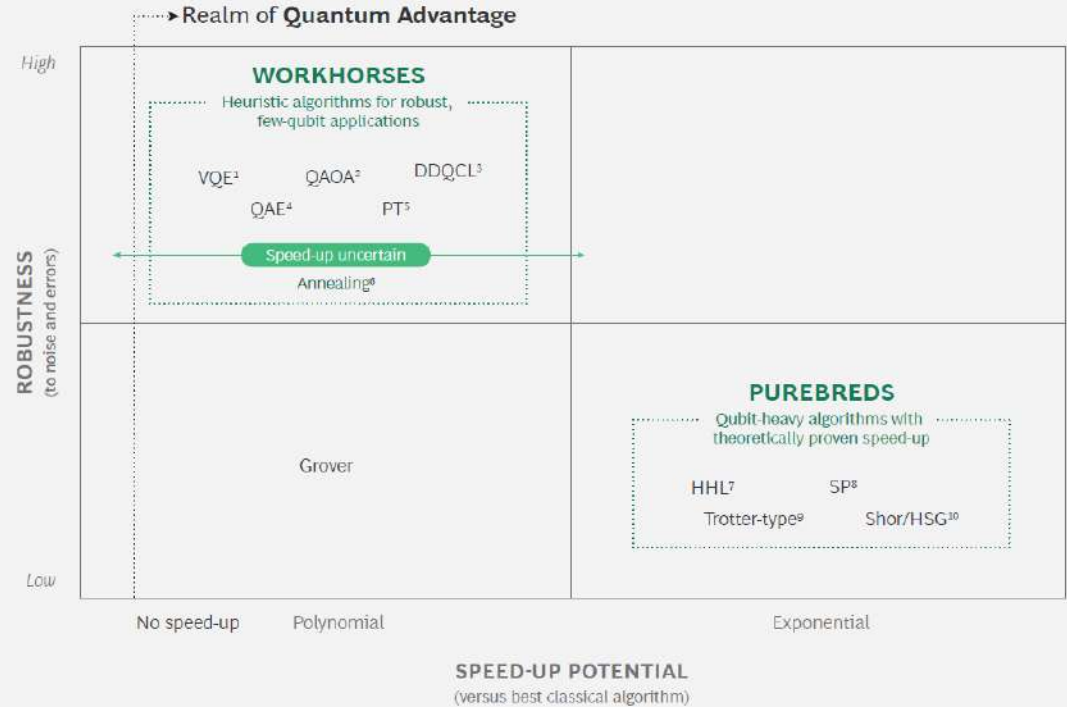 Realm of Quantum Advantage
High
WORKHORSES
Heuristic algorithms for robust,
few-qubit applications
VQE¹ QAOA² DDQCL³
QAE⁴ PT⁵
Speed-up uncertain
Annealing⁶
ROBUSTNESS
(to noise and errors)
PUREBREDS
Qubit-heavy algorithms with
theoretically proven speed-up
Grover
HHL⁷ SP⁸
Trotter-type⁹ Shor/HSG¹⁰
Low
No speed-up Polynomial Exponential
SPEED-UP POTENTIAL
(versus best classical algorithm)